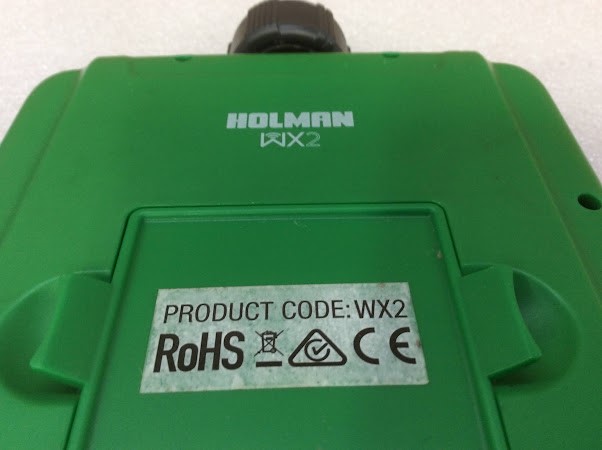 HOLMAN
WX2
PRODUCT CODE: WX2
RoHS CE